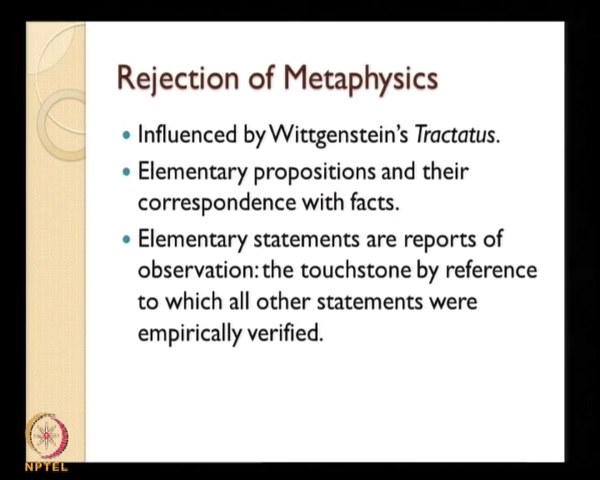 Rejection of Metaphysics
• Influenced by Wittgenstein's Tractatus.
• Elementary propositions and their
correspondence with facts.
• Elementary statements are reports of
observation: the touchstone by reference
to which all other statements were
empirically verified.
NPTEL